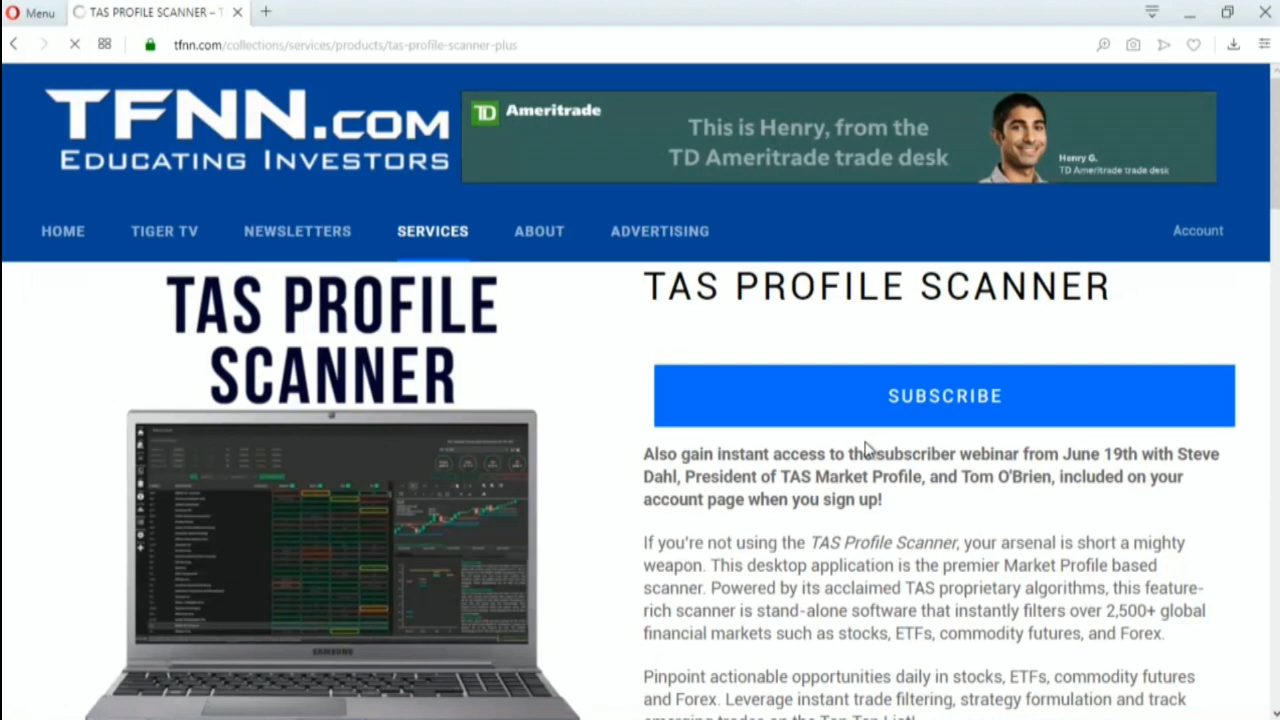 Menu
TAS PROFILE SCANNER – T
tfnn.com/collections/services/products/tas-profile-scanner-plus
TFNN.COM
EDUCATING INVESTORS
TD Ameritrade
This is Henry, from the
TD Ameritrade trade desk
Henry G.
TD Ameritrade trade desk
HOME
TIGER TV
NEWSLETTERS
SERVICES
ABOUT
ADVERTISING
Account
TAS PROFILE
SCANNER
SAMSUNG
TAS PROFILE SCANNER
SUBSCRIBE
Also gain instant access to the subscriber webinar from June 19th with Steve
Dahl, President of TAS Market Profile, and Tom O'Brien, included on your
account page when you sign up!
If you're not using the TAS Profile Scanner, your arsenal is short a mighty
weapon. This desktop application is the premier Market Profile based
scanner. Powered by its acclaimed TAS proprietary algorithms, this feature-
rich scanner is stand-alone software that instantly filters over 2,500+ global
financial markets such as stocks, ETFs, commodity futures, and Forex.
Pinpoint actionable opportunities daily in stocks, ETFs, commodity futures
and Forex. Leverage instant trade filtering, strategy formulation and track
emerging trades on the Top Ten List!